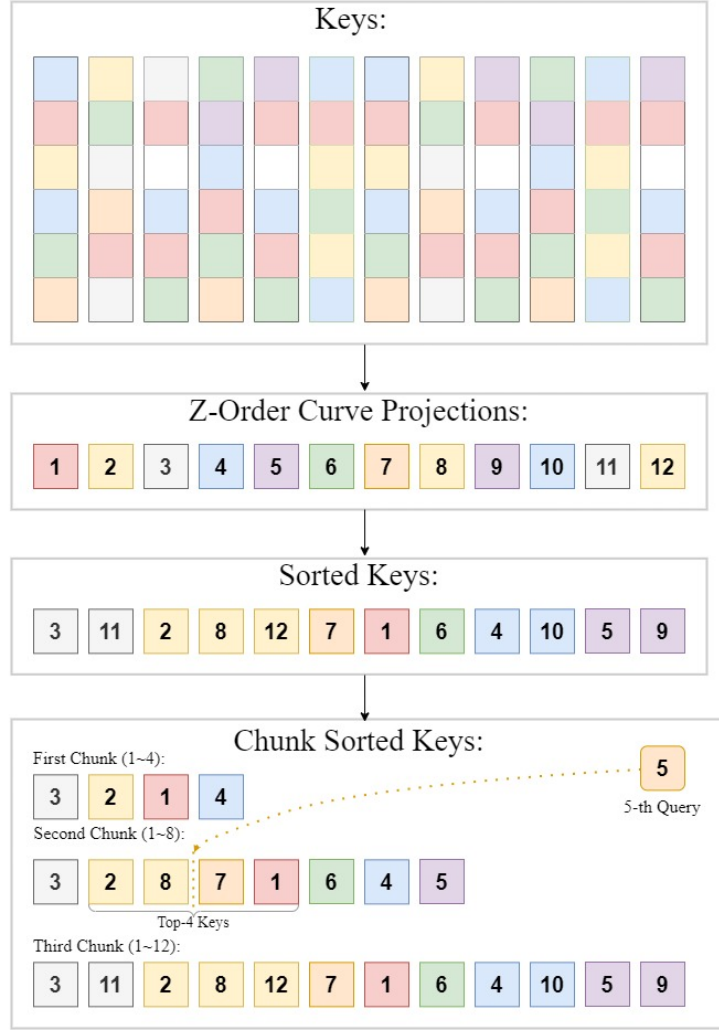 Keys:
Z-Order Curve Projections:
1 2 3 4 5 6 7 8 9 10 11 12
Sorted Keys:
3 11 2 8 12 7 1 6 4 10 5 9
Chunk Sorted Keys:
First Chunk (1~4):
3 2 1 4
5
5-th Query
Second Chunk (1~8):
3 2 8 7 1 6 4 5
Top-4 Keys
Third Chunk (1~12):
3 11 2 8 12 7 1 6 4 10 5 9